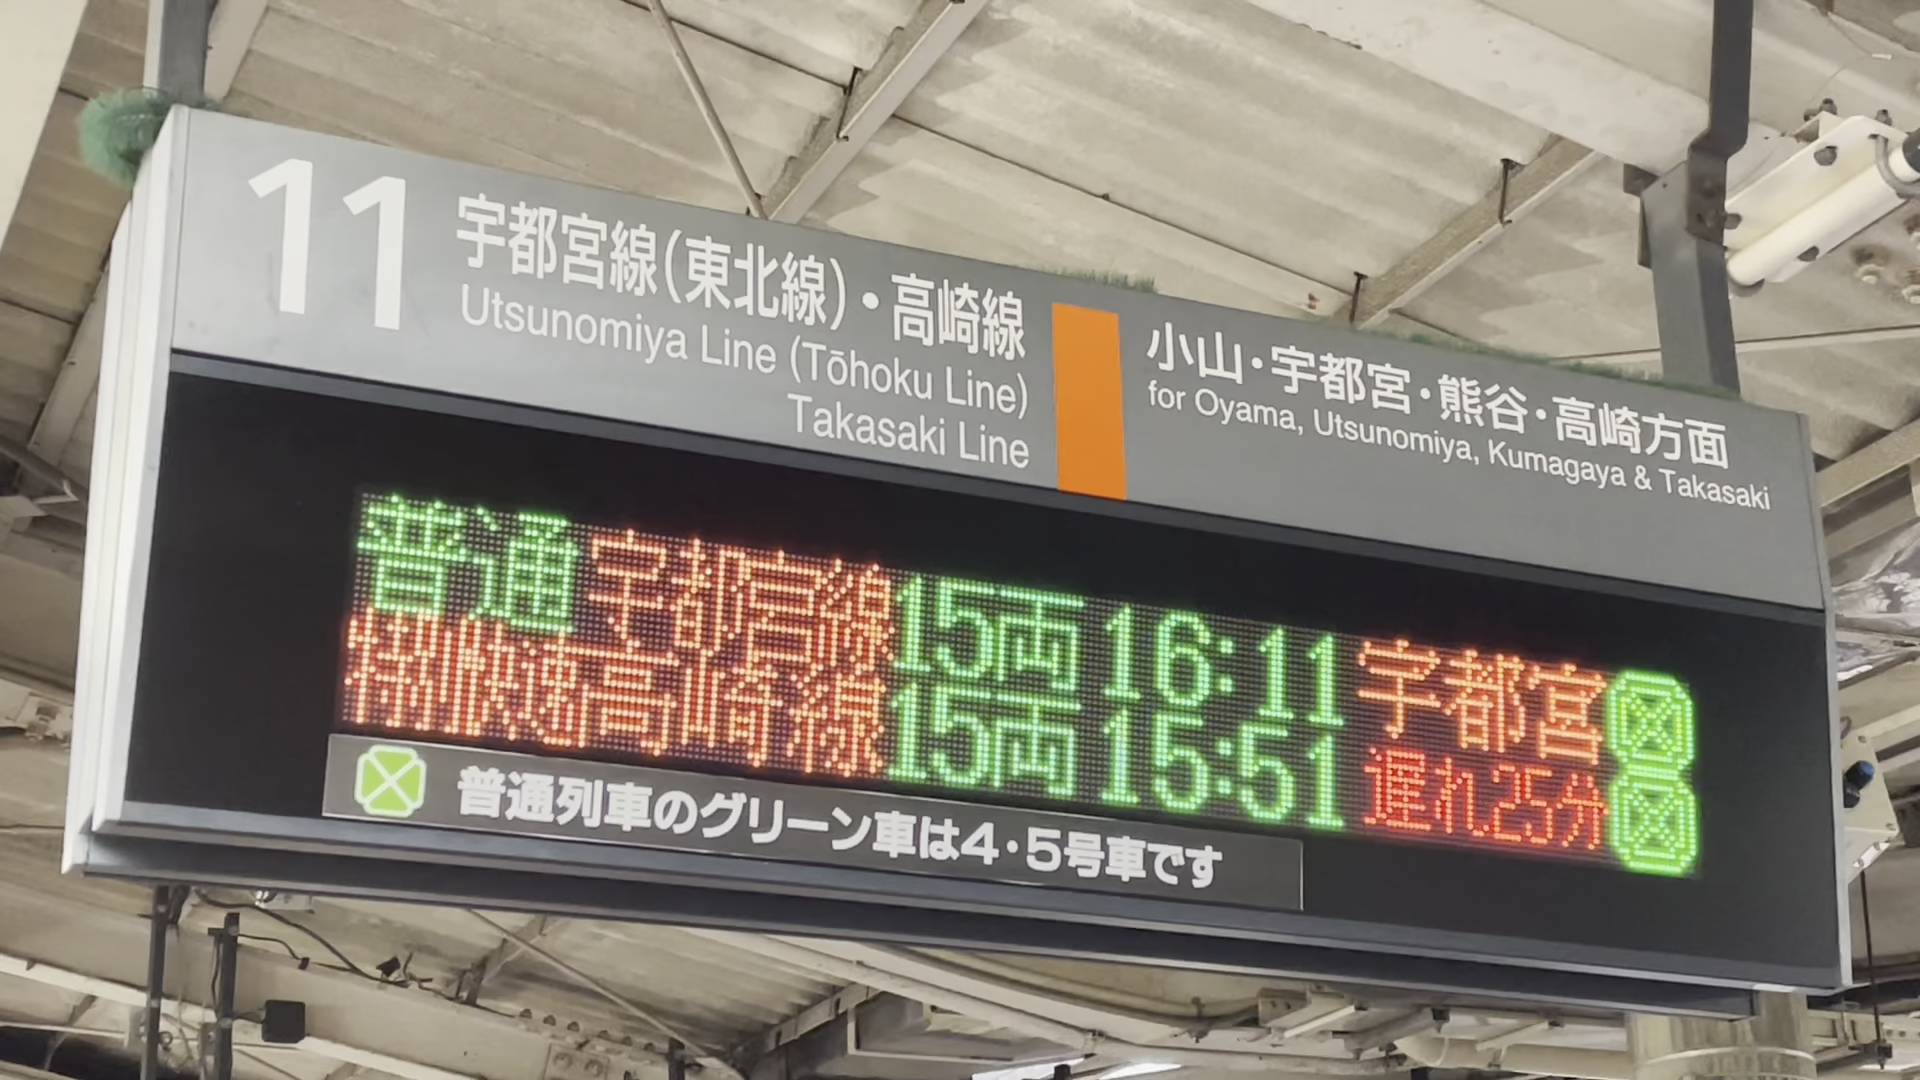 11
宇都宮線(東北線)・高崎線
Utsunomiya Line (Tōhoku Line)
Takasaki Line
小山・宇都宮・熊谷・高崎方面
for Oyama, Utsunomiya, Kumagaya & Takasaki
普通 宇都宮線 15両 16:11 宇都宮
特別快速 高崎線 15両 15:51 遅れ25分
普通列車のグリーン車は4・5号車です